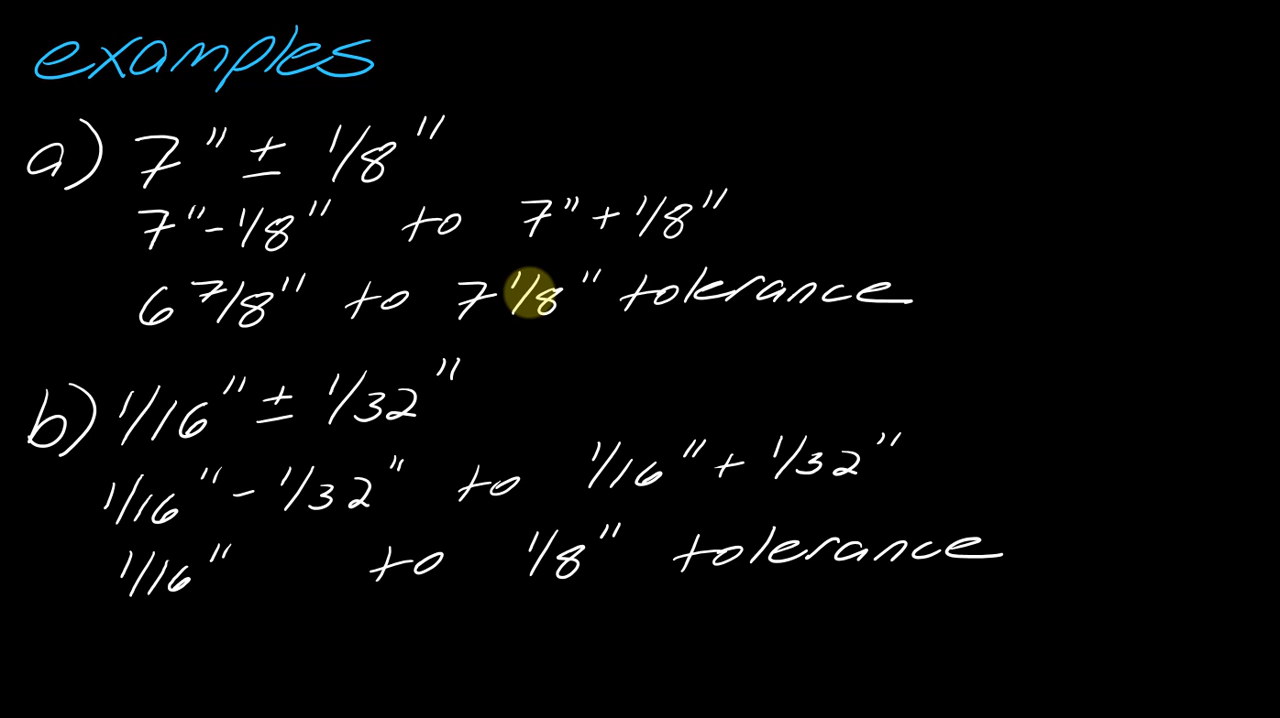 examples
a) 7" ± 1/8"
7" - 1/8" to 7" + 1/8"
6 7/8" to 7 1/8" tolerance
b) 1/16" ± 1/32"
1/16" - 1/32" to 1/16" + 1/32"
1/16" to 1/8" tolerance